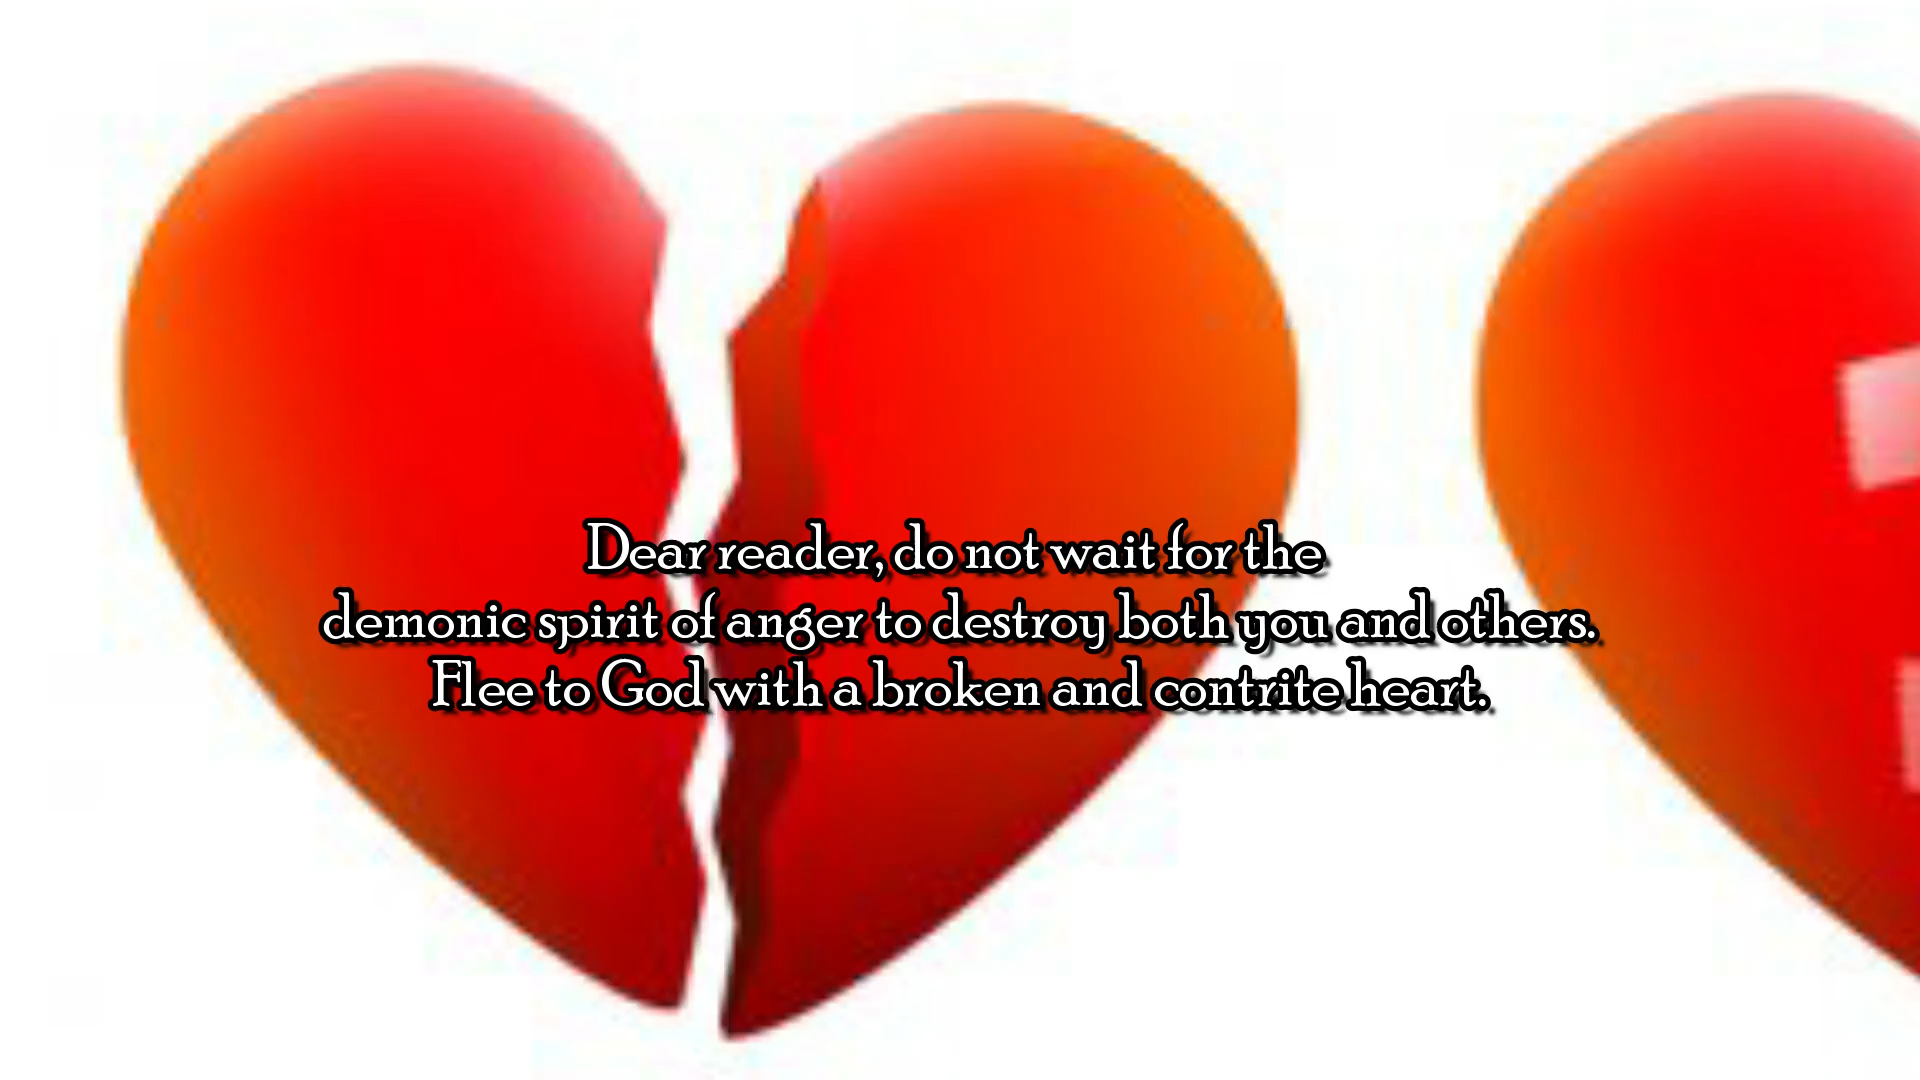 Dear reader, do not wait for the
demonic spirit of anger to destroy both you and others.
Flee to God with a broken and contrite heart.